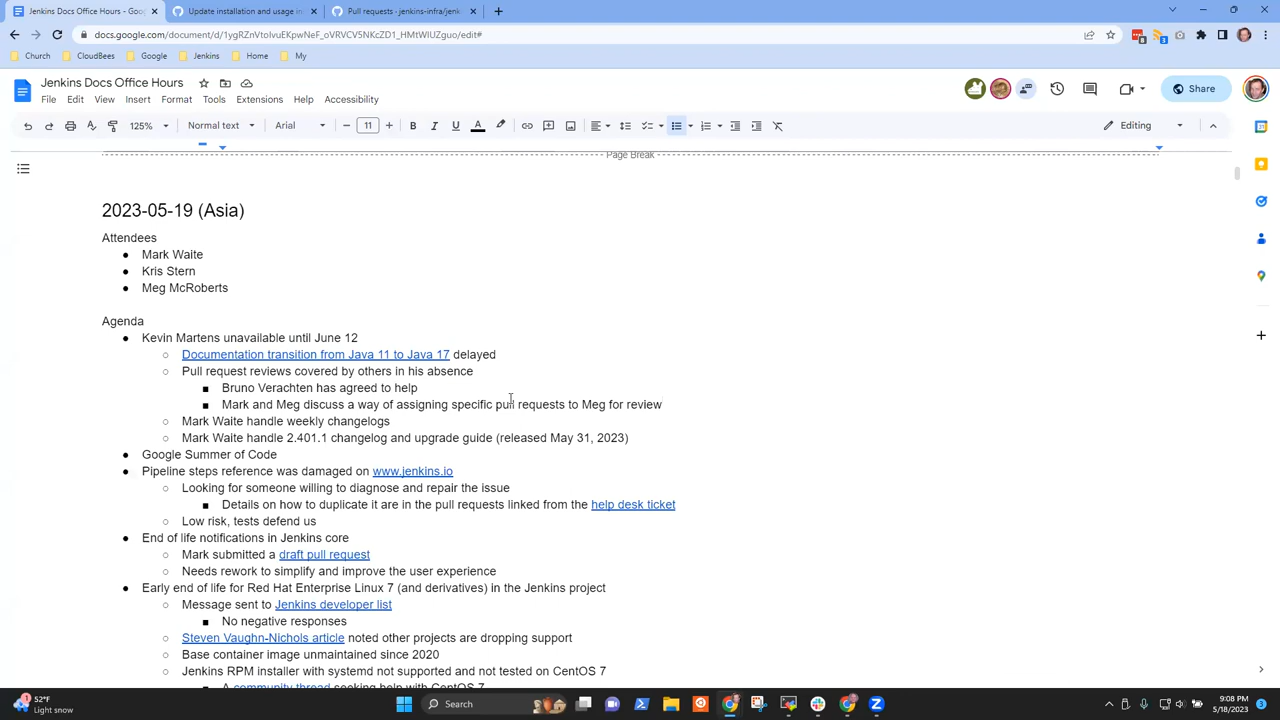 Jenkins Docs Office Hours -
Update installation and usage in
Pull requests · jenkins-infra/jenki
docs.google.com/document/d/1ygRZnVtoIvuEKpwNeF_oVRVCV5NKcZD1_HMtWlUZguo/edit#
Church
CloudBees
Google
Jenkins
Home
My
Jenkins Docs Office Hours
File Edit View Insert Format Tools Extensions Help Accessibility
Share
125%
Normal text
Arial
11
Editing
Page Break
2023-05-19 (Asia)
Attendees
● Mark Waite
● Kris Stern
● Meg McRoberts
Agenda
● Kevin Martens unavailable until June 12
○ Documentation transition from Java 11 to Java 17 delayed
○ Pull request reviews covered by others in his absence
■ Bruno Verachten has agreed to help
■ Mark and Meg discuss a way of assigning specific pull requests to Meg for review
○ Mark Waite handle weekly changelogs
○ Mark Waite handle 2.401.1 changelog and upgrade guide (released May 31, 2023)
● Google Summer of Code
● Pipeline steps reference was damaged on www.jenkins.io
○ Looking for someone willing to diagnose and repair the issue
■ Details on how to duplicate it are in the pull requests linked from the help desk ticket
○ Low risk, tests defend us
● End of life notifications in Jenkins core
○ Mark submitted a draft pull request
○ Needs rework to simplify and improve the user experience
● Early end of life for Red Hat Enterprise Linux 7 (and derivatives) in the Jenkins project
○ Message sent to Jenkins developer list
■ No negative responses
○ Steven Vaughn-Nichols article noted other projects are dropping support
○ Base container image unmaintained since 2020
○ Jenkins RPM installer with systemd not supported and not tested on CentOS 7
■ A community thread seeking help with CentOS 7
52°F
Light snow
Search
9:08 PM
5/18/2023